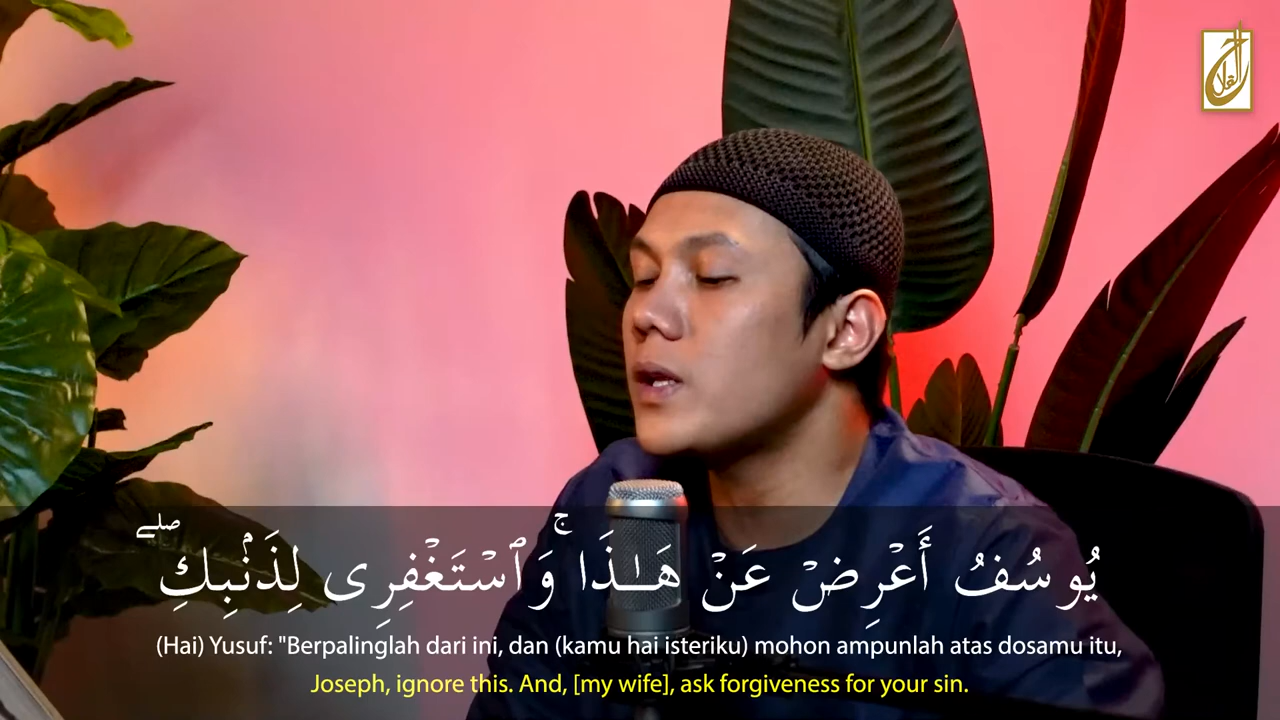 يُوسُفُ أَعْرِضْ عَنْ هَـٰذَا ۚ وَٱسْتَغْفِرِى لِذَنۢبِكِ ۖ
(Hai) Yusuf: "Berpalinglah dari ini, dan (kamu hai isteriku) mohon ampunlah atas dosamu itu,
Joseph, ignore this. And, [my wife], ask forgiveness for your sin.